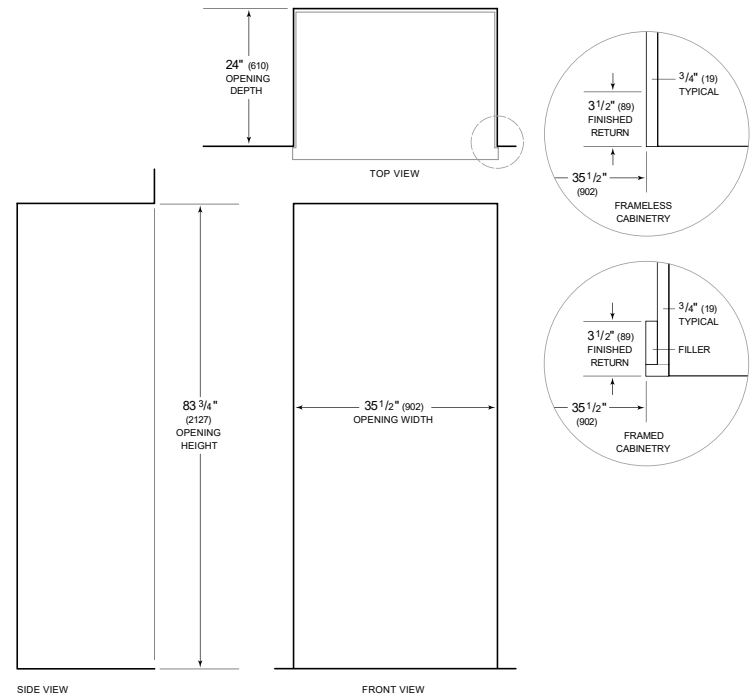 24" (610)
OPENING
DEPTH
TOP VIEW
3/4" (19)
TYPICAL
3 1/2" (89)
FINISHED
RETURN
35 1/2"
(902)
FRAMELESS
CABINETRY
3/4" (19)
TYPICAL
3 1/2" (89)
FINISHED
RETURN
FILLER
35 1/2"
(902)
FRAMED
CABINETRY
83 3/4"
(2127)
OPENING
HEIGHT
35 1/2" (902)
OPENING WIDTH
SIDE VIEW
FRONT VIEW